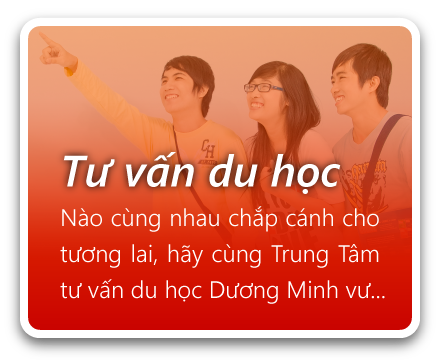 CH
Tư vấn du học
Nào cùng nhau chắp cánh cho
tương lai, hãy cùng Trung Tâm
tư vấn du học Dương Minh vư...